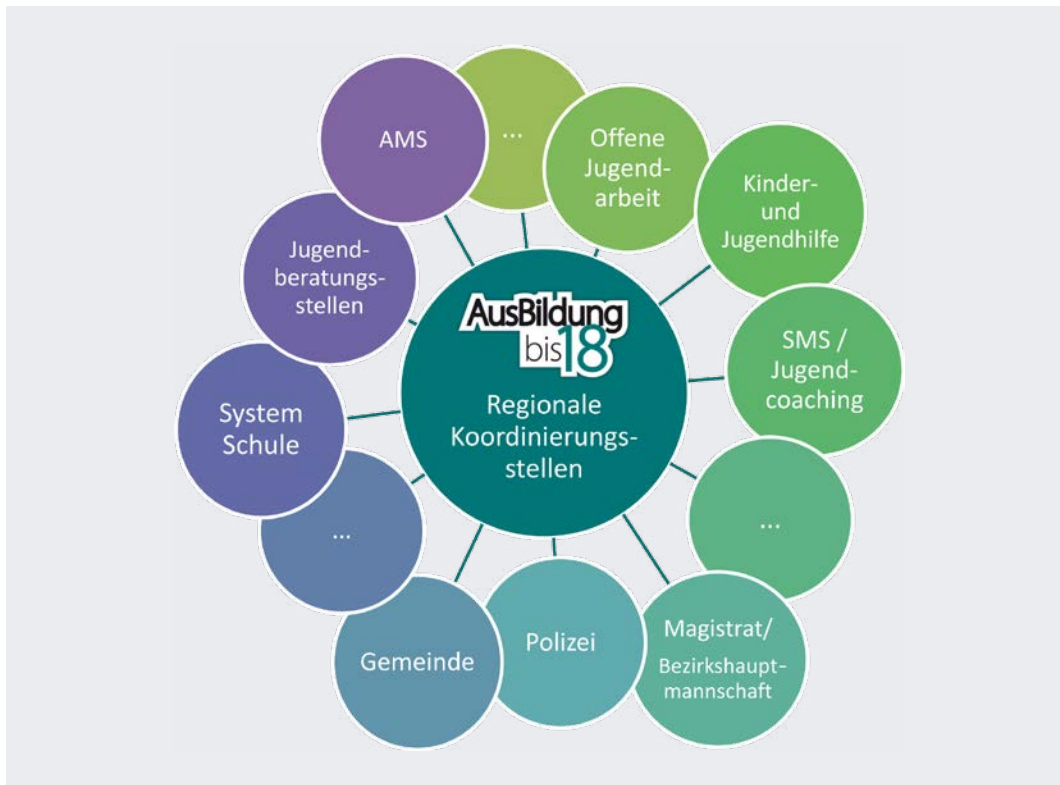 AMS
...
Offene
Jugend-
arbeit
Kinder-
und
Jugendhilfe
SMS /
Jugend-
coaching
...
Magistrat/
Bezirkshaupt-
mannschaft
Polizei
Gemeinde
...
System
Schule
Jugend-
beratungs-
stellen
AusBildung
bis18
Regionale
Koordinierungs-
stellen